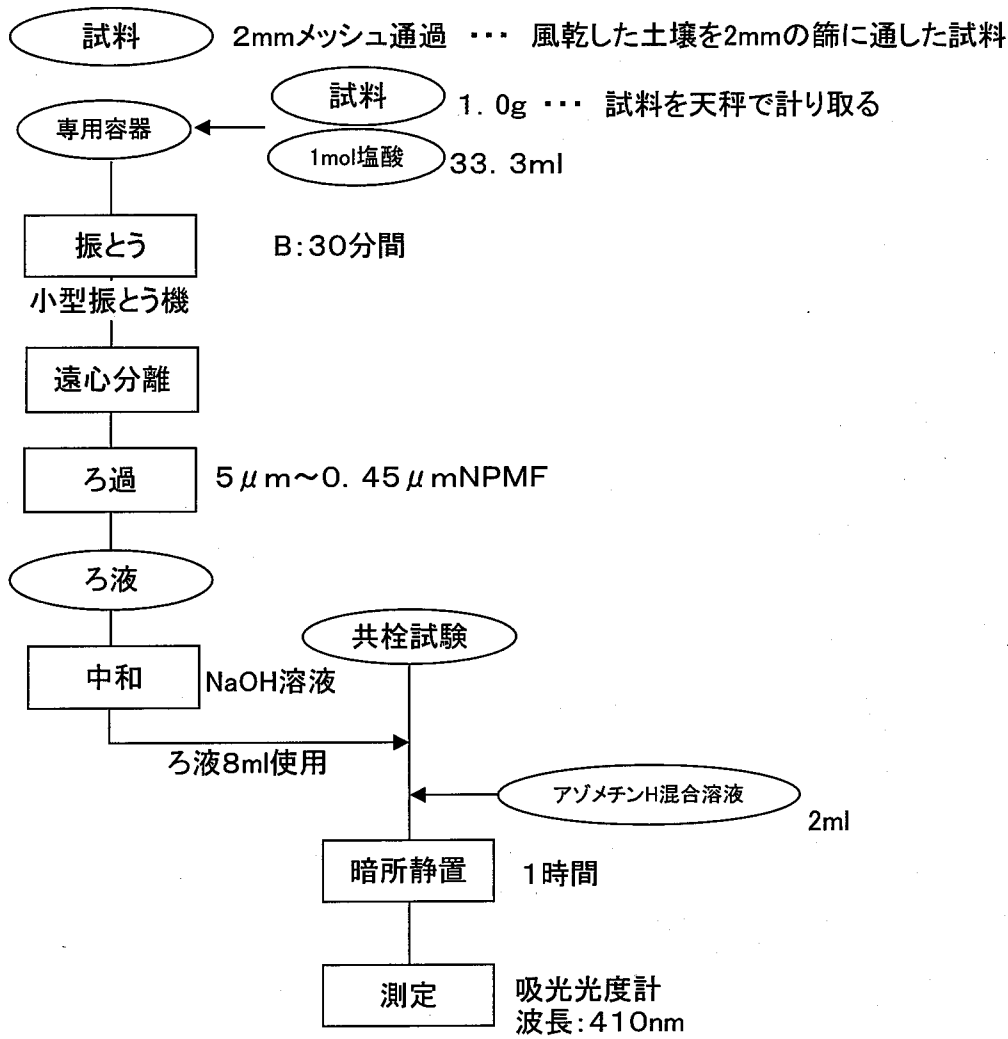 試料 2mmメッシュ通過 ・・・ 風乾した土壌を2mmの篩に通した試料
試料 1.0g ・・・ 試料を天秤で計り取る
専用容器
1mol塩酸 33.3ml
振とう B:30分間
小型振とう機
遠心分離
ろ過 5μm~0.45μmNPMF
ろ液
共栓試験
中和 NaOH溶液
ろ液8ml使用
アゾメチンH混合溶液 2ml
暗所静置 1時間
測定 吸光光度計
波長:410nm